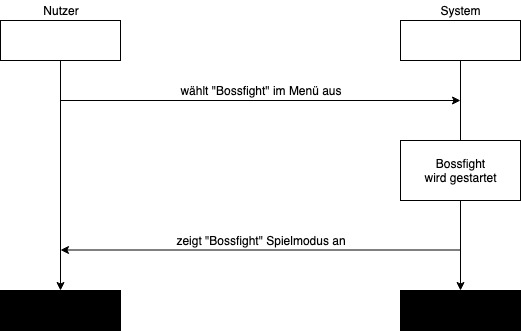 Nutzer
System
wählt "Bossfight" im Menü aus
Bossfight
wird gestartet
zeigt "Bossfight" Spielmodus an